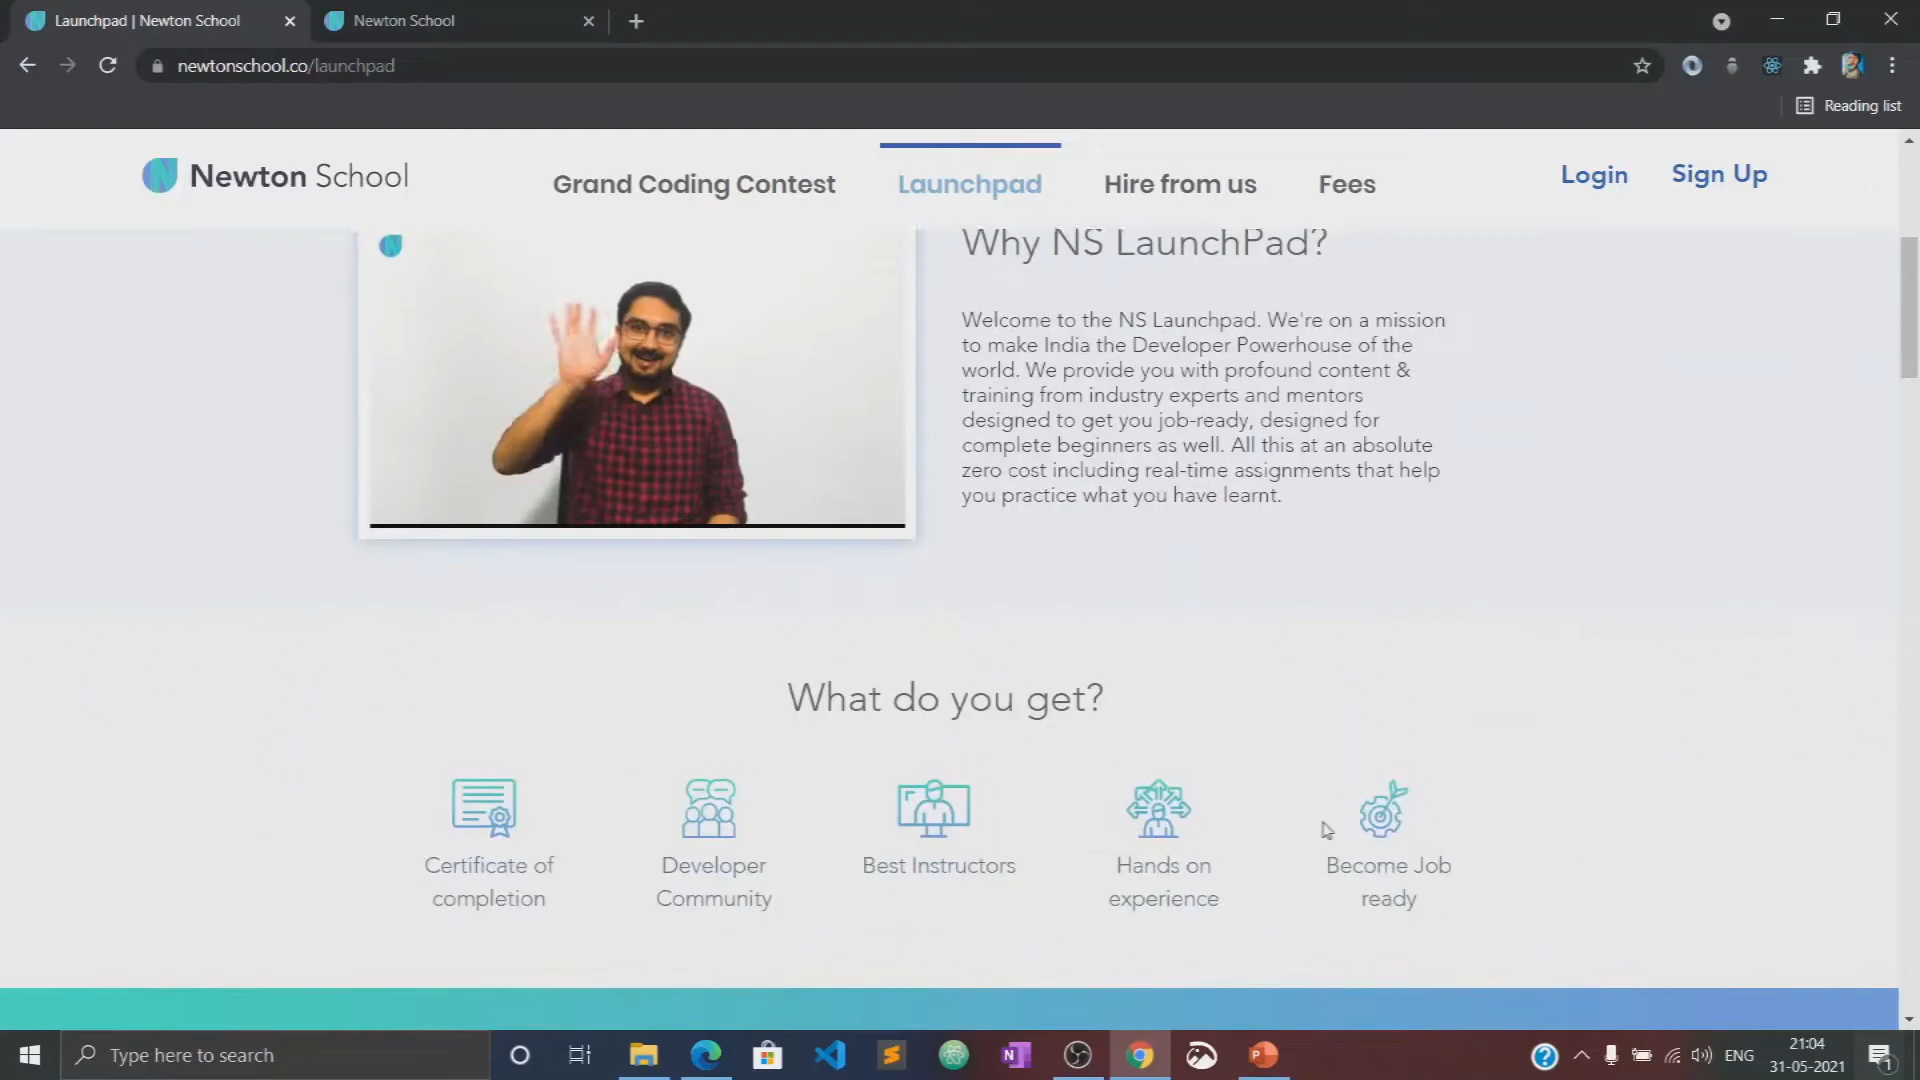 Launchpad | Newton School
Newton School
newtonschool.co/launchpad
Reading list
Newton School
Grand Coding Contest
Launchpad
Hire from us
Fees
Login
Sign Up
Why NS LaunchPad?
Welcome to the NS Launchpad. We're on a mission
to make India the Developer Powerhouse of the
world. We provide you with profound content &
training from industry experts and mentors
designed to get you job-ready, designed for
complete beginners as well. All this at an absolute
zero cost including real-time assignments that help
you practice what you have learnt.
What do you get?
Certificate of
completion
Developer
Community
Best Instructors
Hands on
experience
Become Job
ready
Type here to search
ENG
21:04
31-05-2021
1